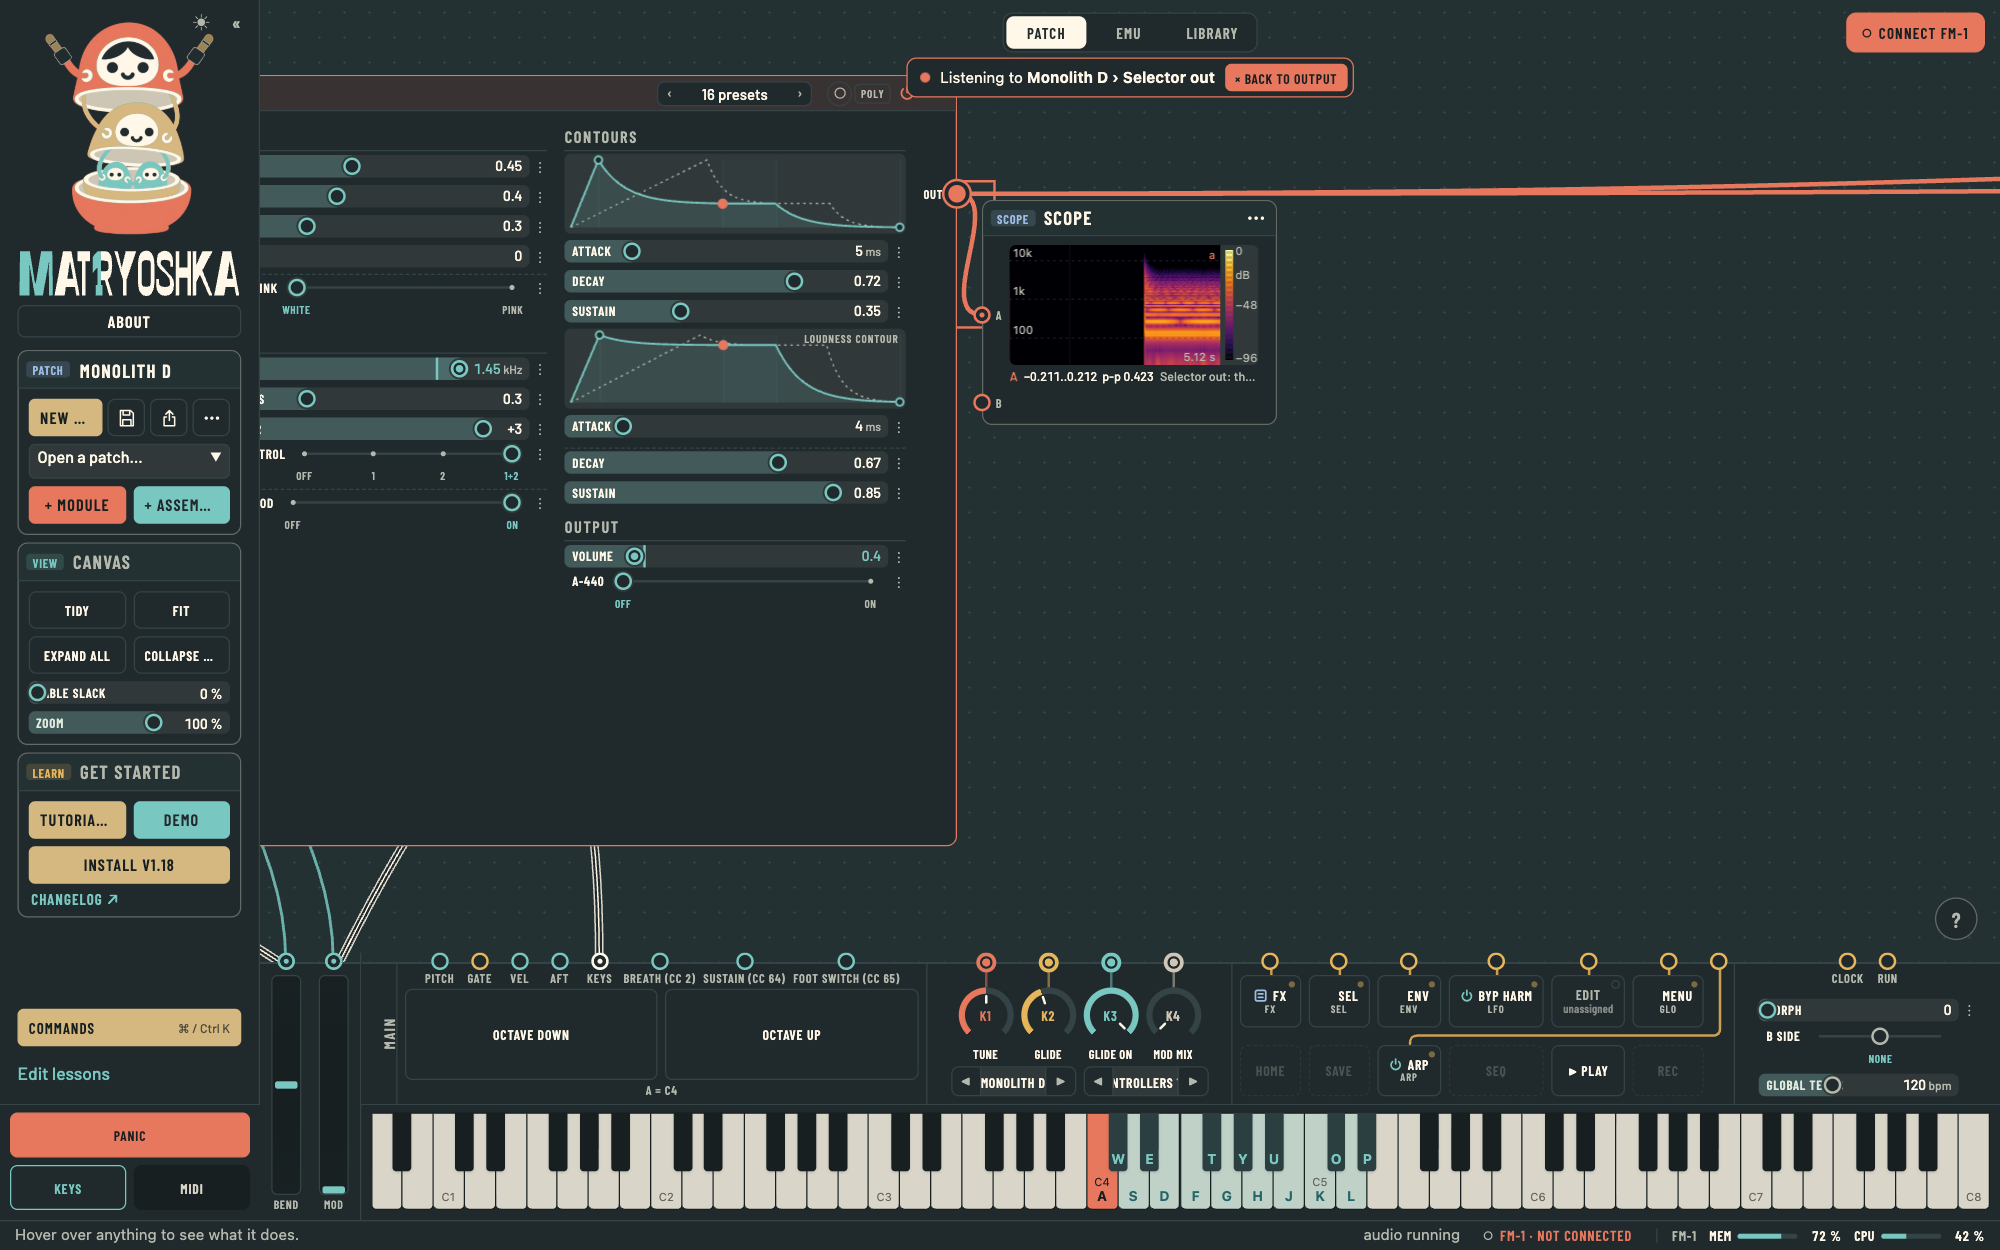 «
PATCH
EMU
LIBRARY
CONNECT FM-1
Listening to Monolith D › Selector out
× BACK TO OUTPUT
‹ 16 presets ›
POLY
MATRYOSHKA
ABOUT
PATCH MONOLITH D
NEW ...
Open a patch...
+ MODULE
+ ASSEM...
VIEW CANVAS
TIDY
FIT
EXPAND ALL
COLLAPSE ...
BLE SLACK 0 %
ZOOM 100 %
LEARN GET STARTED
TUTORIA...
DEMO
INSTALL V1.18
CHANGELOG ↗
COMMANDS ⌘ / Ctrl K
Edit lessons
PANIC
KEYS
MIDI
0.45
0.4
0.3
0
INK
WHITE
PINK
1.45 kHz
S 0.3
+3
TROL
OFF 1 2 1+2
OD
OFF ON
CONTOURS
ATTACK 5 ms
DECAY 0.72
SUSTAIN 0.35
LOUDNESS CONTOUR
ATTACK 4 ms
DECAY 0.67
SUSTAIN 0.85
OUTPUT
VOLUME 0.4
A-440
OFF ON
OUT
SCOPE SCOPE
10k
1k
100
a
5.12 s
0
dB
−48
−96
A
B
A −0.211..0.212 p-p 0.423 Selector out: th...
?
PITCH GATE VEL AFT KEYS BREATH (CC 2) SUSTAIN (CC 64) FOOT SWITCH (CC 65)
MAIN
OCTAVE DOWN
OCTAVE UP
A = C4
K1 K2 K3 K4
TUNE GLIDE GLIDE ON MOD MIX
◀ MONOLITH D ▶
◀ NTROLLERS ▶
FX
FX
SEL
SEL
ENV
ENV
BYP HARM
LFO
EDIT
unassigned
MENU
GLO
HOME
SAVE
ARP
ARP
SEQ
▶ PLAY
REC
CLOCK RUN
RPH 0
B SIDE
NONE
GLOBAL TE 120 bpm
BEND MOD
W E T Y U O P
C1 C2 C3 C4 C5 C6 C7 C8
A S D F G H J K L
Hover over anything to see what it does.
audio running
FM-1 · NOT CONNECTED
FM-1 MEM 72 % CPU 42 %